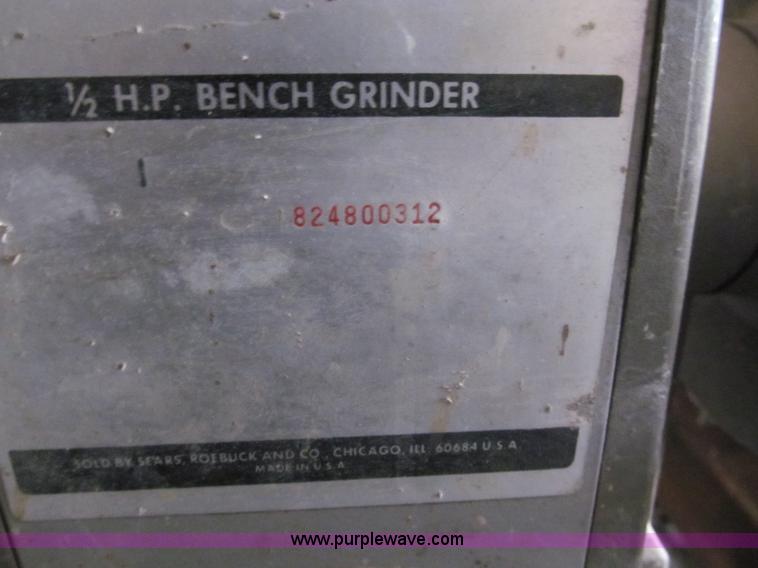 1/2 H.P. BENCH GRINDER
824800312
SOLD BY SEARS, ROEBUCK AND CO., CHICAGO, ILL. 60684 U.S.A.
MADE IN U.S.A.
www.purplewave.com